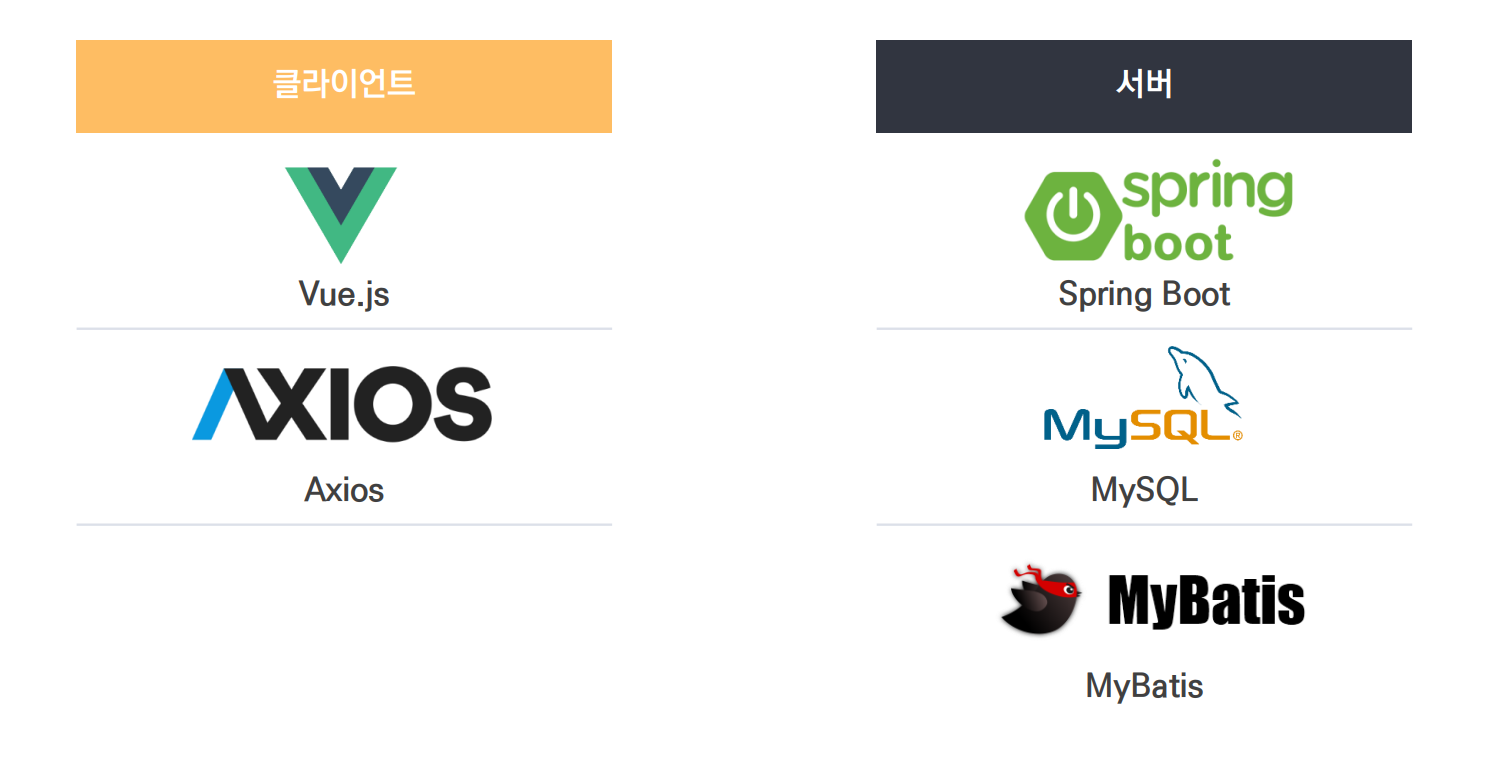 클라이언트
Vue.js
AXIOS
Axios
서버
spring
boot
Spring Boot
MySQL®
MySQL
MyBatis
MyBatis